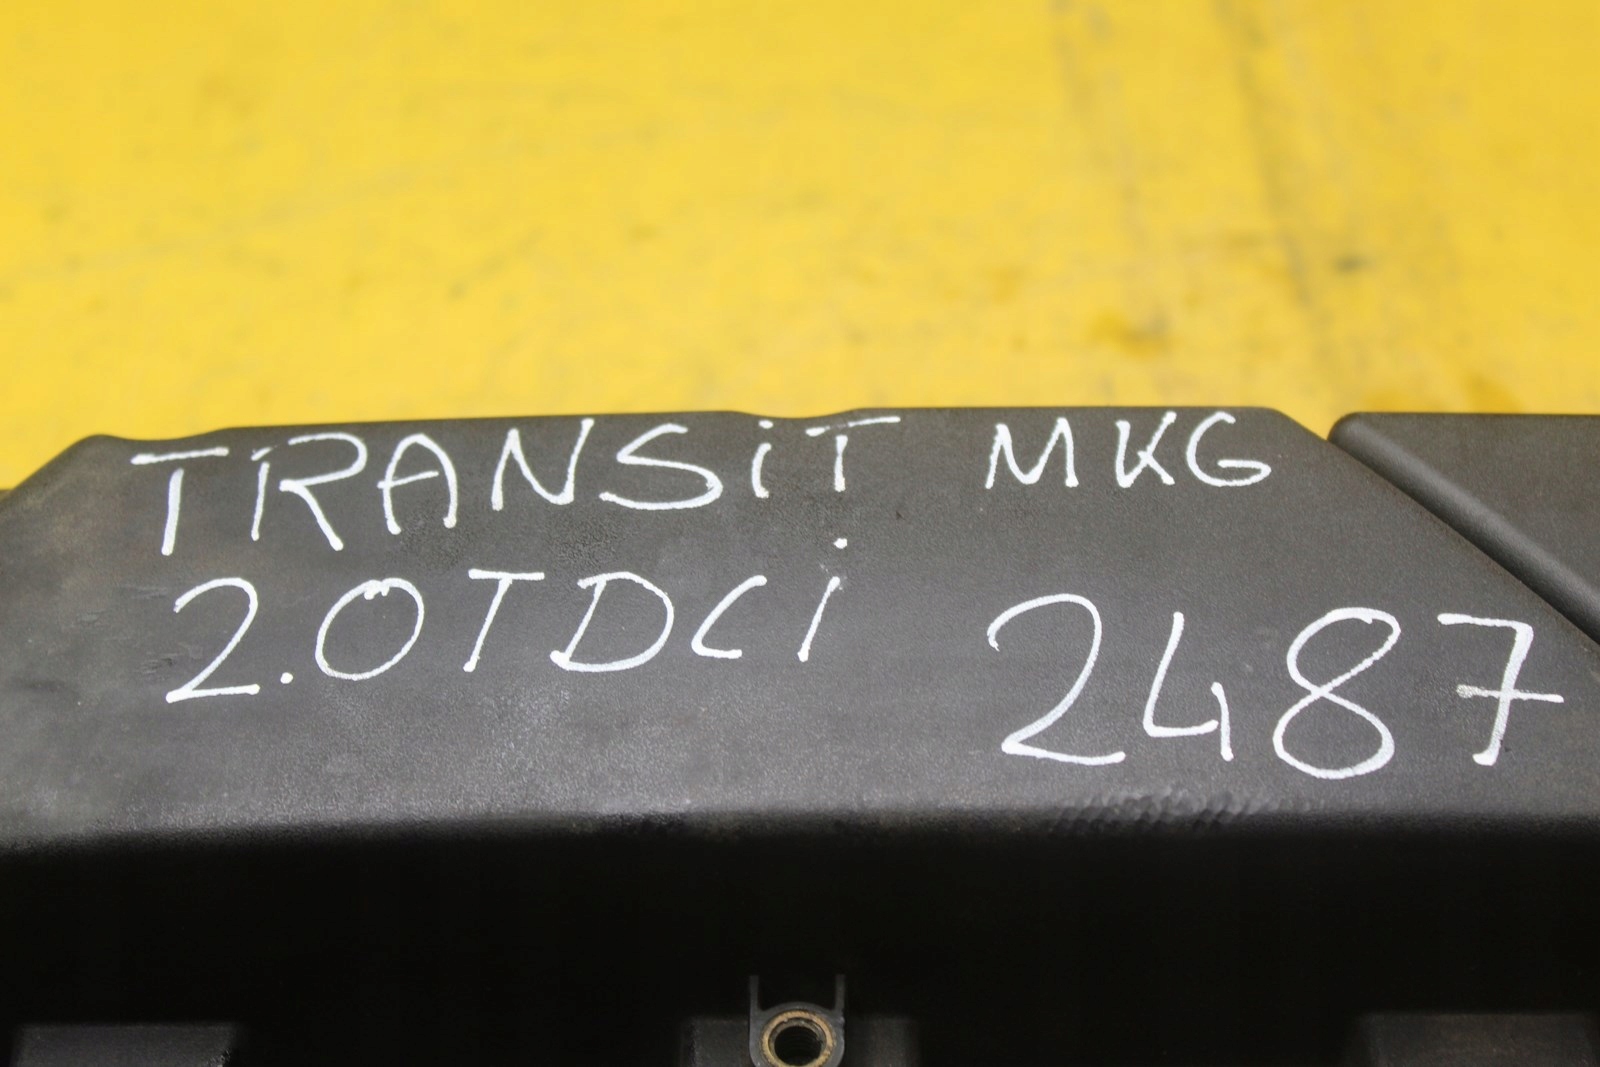 TRANSiT MKG
2.0TDCi 2487